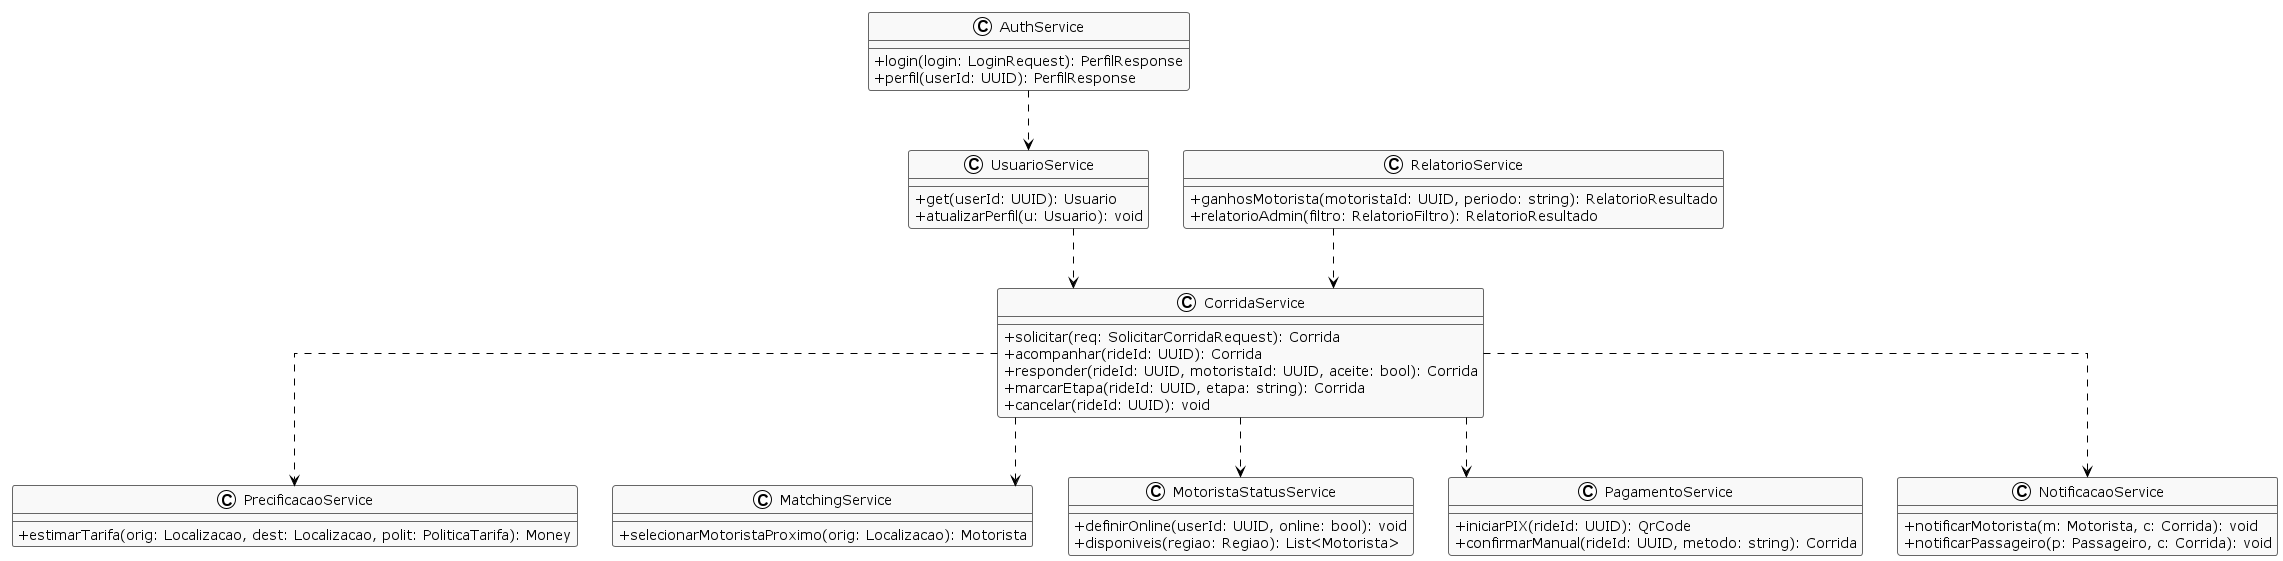 C AuthService
+login(login: LoginRequest): PerfilResponse
+perfil(userId: UUID): PerfilResponse
C UsuarioService
+get(userId: UUID): Usuario
+atualizarPerfil(u: Usuario): void
C RelatorioService
+ganhosMotorista(motoristaId: UUID, periodo: string): RelatorioResultado
+relatorioAdmin(filtro: RelatorioFiltro): RelatorioResultado
C CorridaService
+solicitar(req: SolicitarCorridaRequest): Corrida
+acompanhar(rideId: UUID): Corrida
+responder(rideId: UUID, motoristaId: UUID, aceite: bool): Corrida
+marcarEtapa(rideId: UUID, etapa: string): Corrida
+cancelar(rideId: UUID): void
C PrecificacaoService
+estimarTarifa(orig: Localizacao, dest: Localizacao, polit: PoliticaTarifa): Money
C MatchingService
+selecionarMotoristaProximo(orig: Localizacao): Motorista
C MotoristaStatusService
+definirOnline(userId: UUID, online: bool): void
+disponiveis(regiao: Regiao): List<Motorista>
C PagamentoService
+iniciarPIX(rideId: UUID): QrCode
+confirmarManual(rideId: UUID, metodo: string): Corrida
C NotificacaoService
+notificarMotorista(m: Motorista, c: Corrida): void
+notificarPassageiro(p: Passageiro, c: Corrida): void